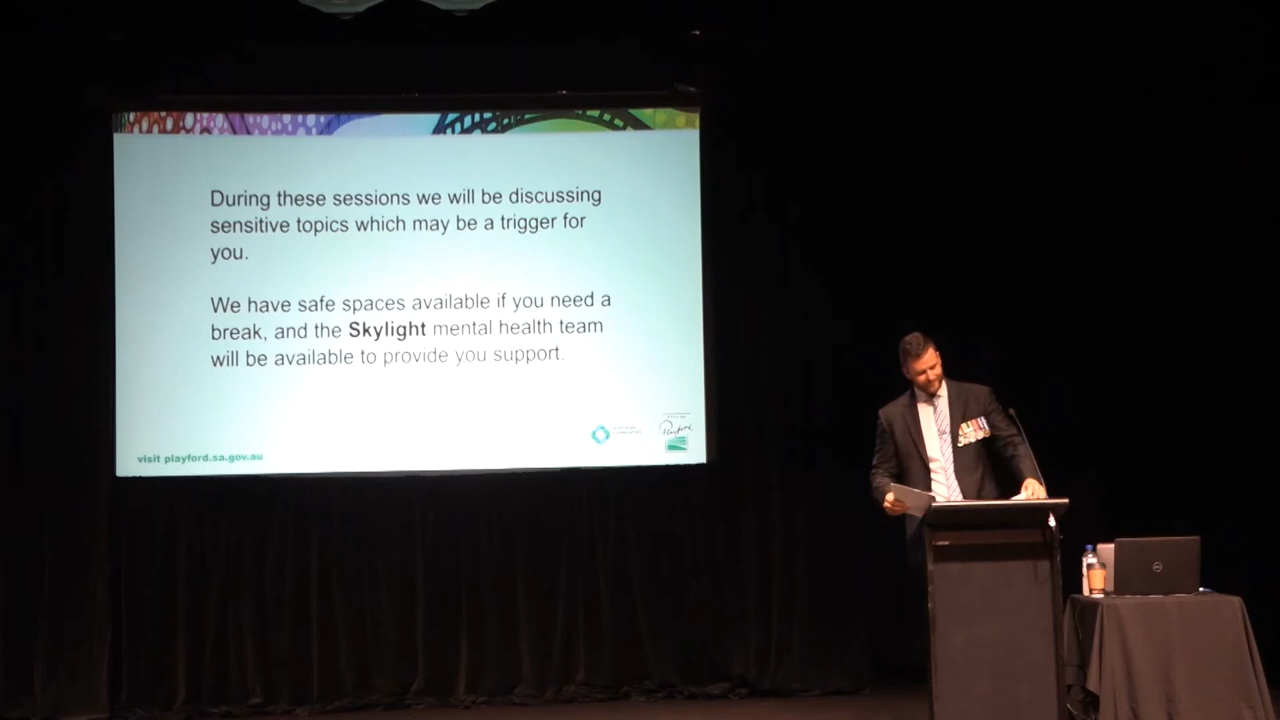 During these sessions we will be discussing
sensitive topics which may be a trigger for
you.
We have safe spaces available if you need a
break, and the Skylight mental health team
will be available to provide you support.
Playford
visit playford.sa.gov.au
DELL